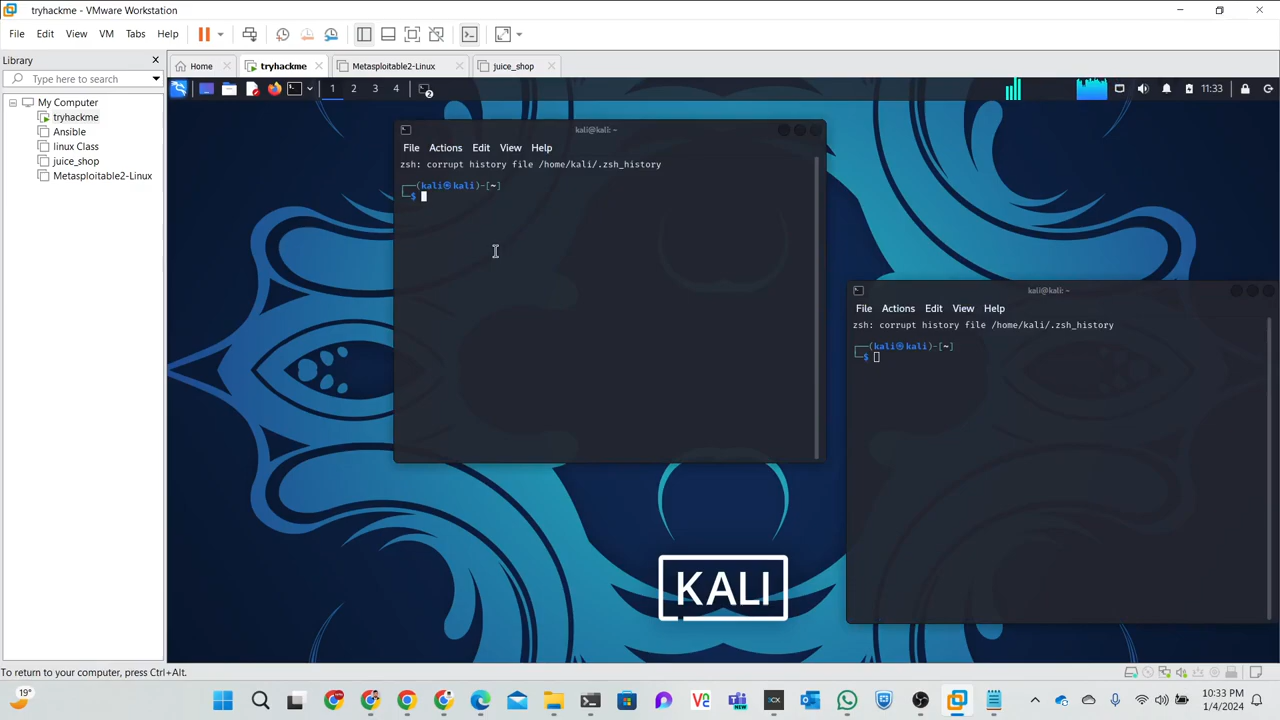 tryhackme - VMware Workstation
File Edit View VM Tabs Help
Library
Type here to search
My Computer
tryhackme
Ansible
linux Class
juice_shop
Metasploitable2-Linux
Home
tryhackme
Metasploitable2-Linux
juice_shop
1 2 3 4
2
11:33
kali@kali: ~
File Actions Edit View Help
zsh: corrupt history file /home/kali/.zsh_history
┌──(kali㉿kali)-[~]
└─$
kali@kali: ~
File Actions Edit View Help
zsh: corrupt history file /home/kali/.zsh_history
┌──(kali㉿kali)-[~]
└─$
KALI
To return to your computer, press Ctrl+Alt.
19°
10:33 PM
1/4/2024